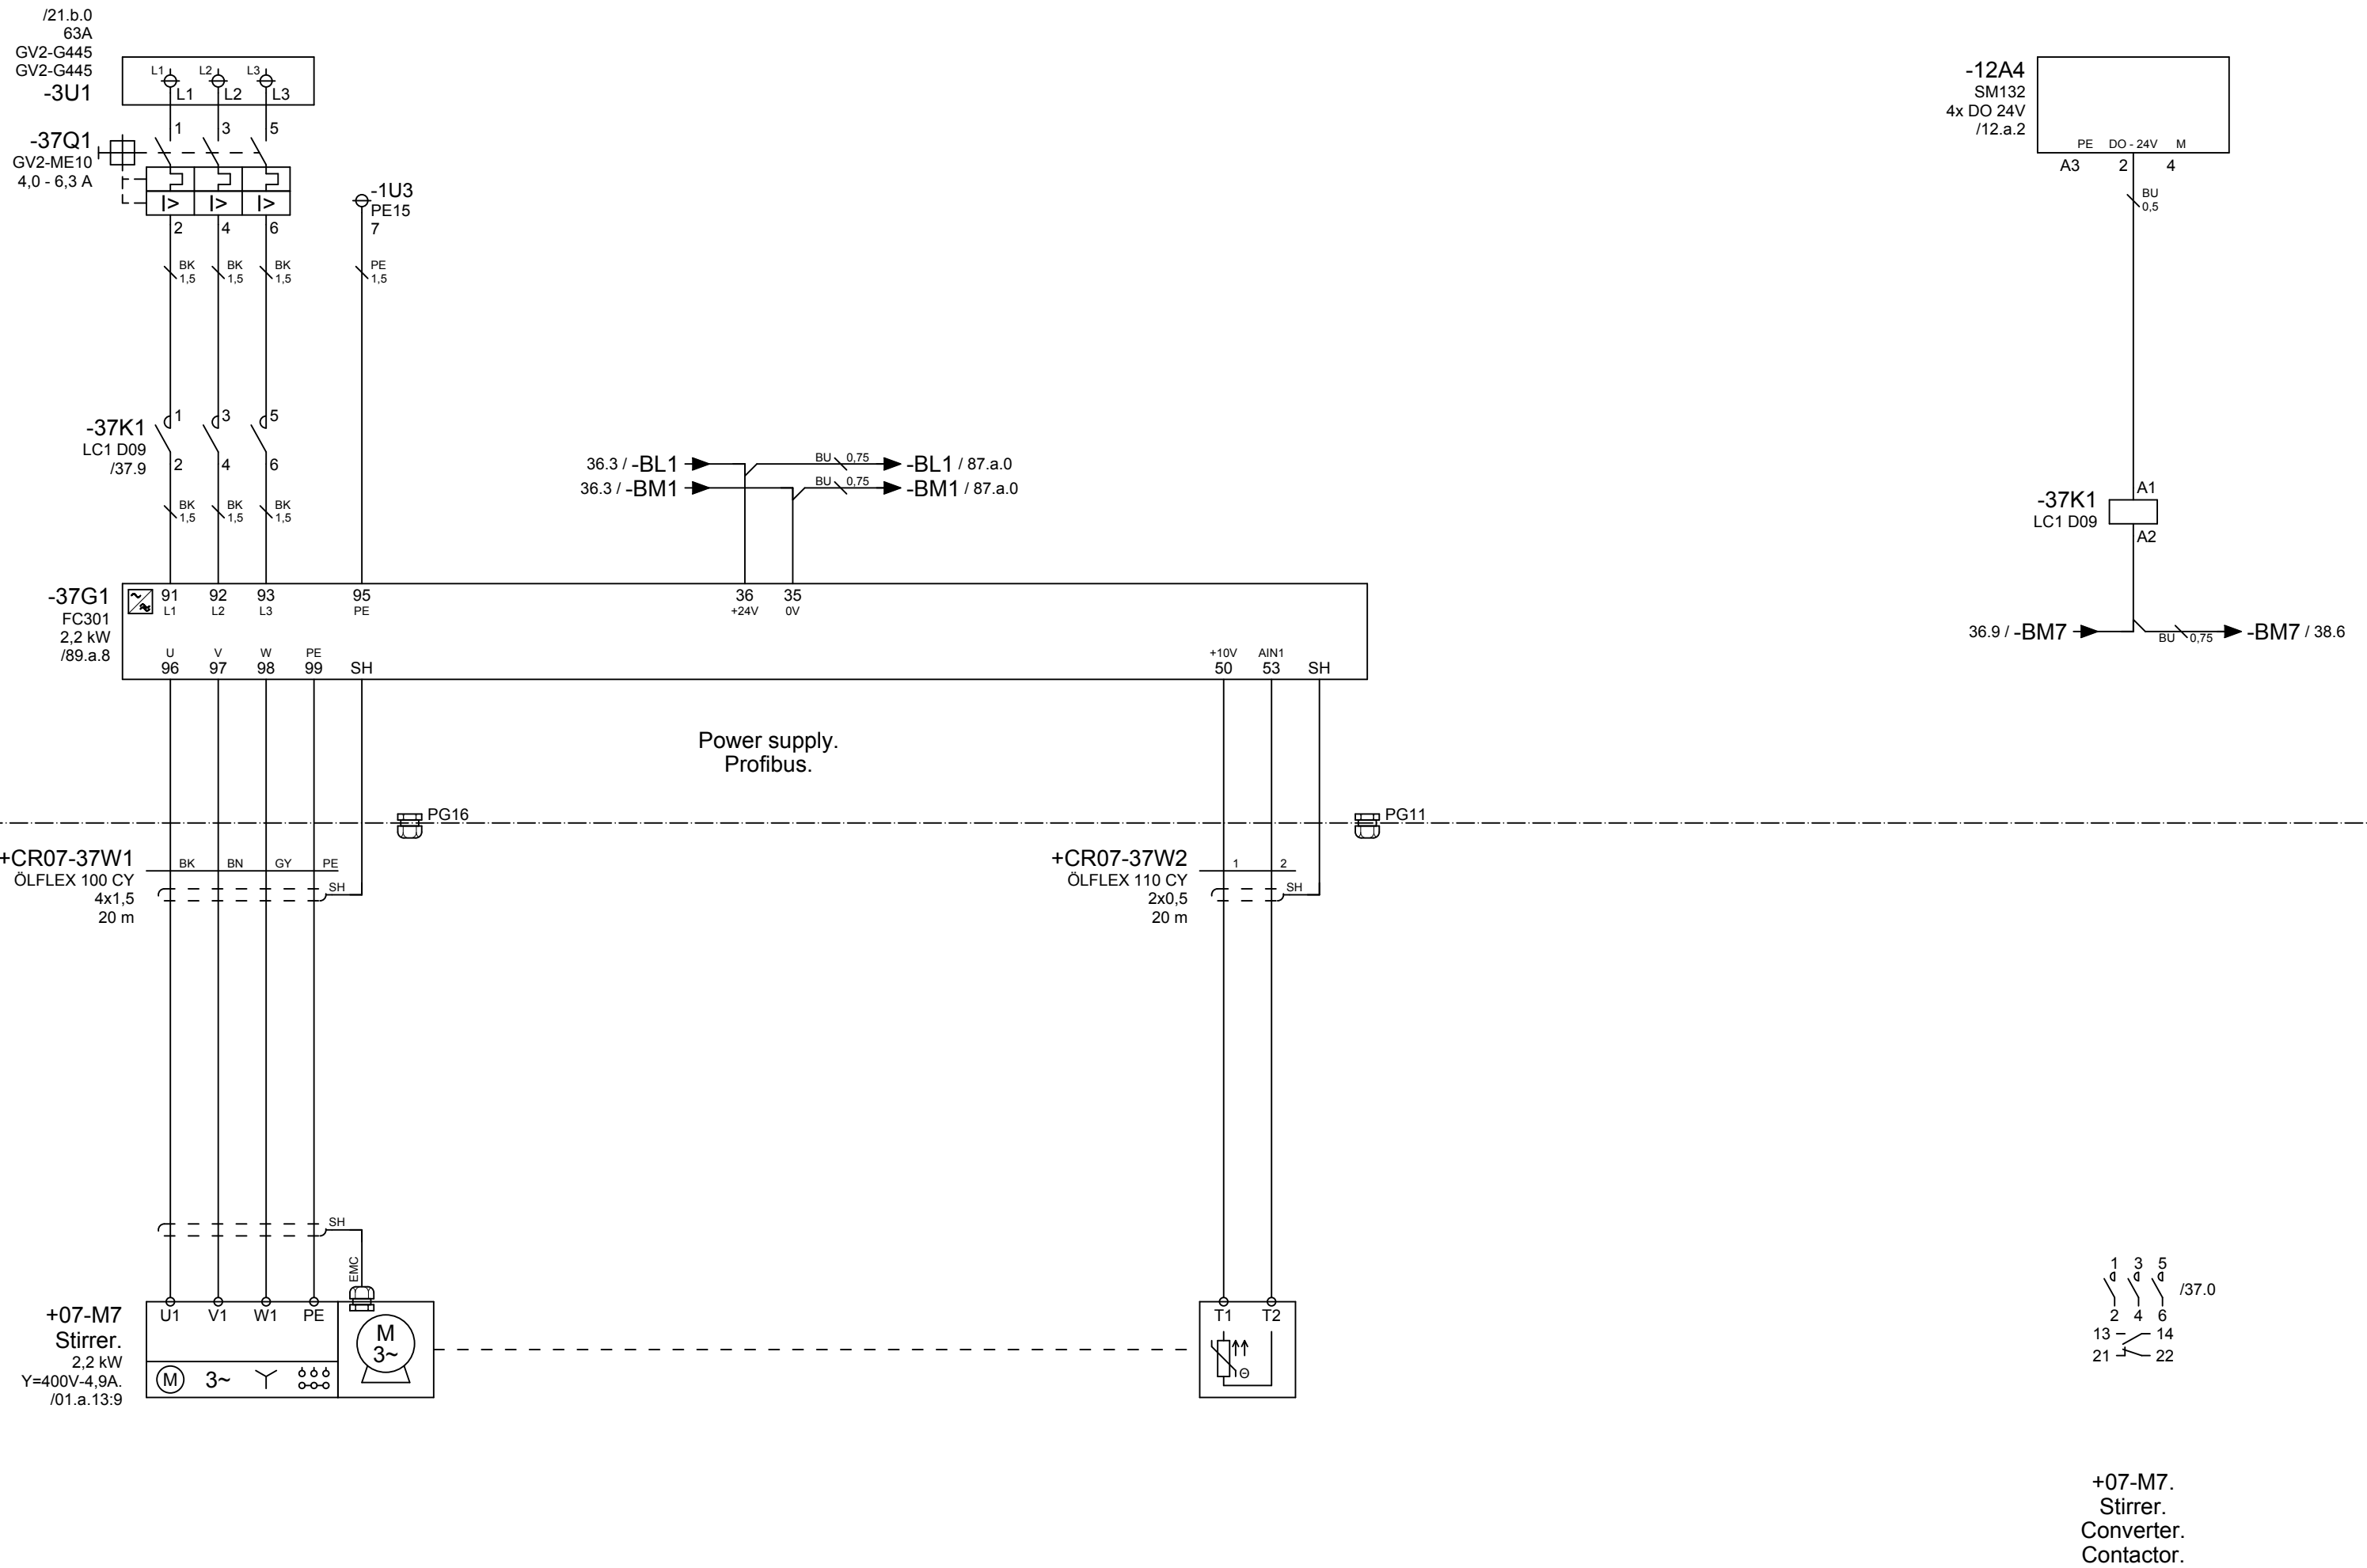 /21.b.0
63A
GV2-G445
GV2-G445
-3U1
L1 L2 L3
L1 L2 L3
-12A4
SM132
4x DO 24V
/12.a.2
PE DO - 24V M
A3 2 4
BU
0,5
1 3 5
-37Q1
GV2-ME10
4,0 - 6,3 A
I> I> I>
2 4 6
-1U3
PE15
7
BK BK BK PE
1,5 1,5 1,5 1,5
1 3 5
-37K1
LC1 D09
/37.9
2 4 6
BK BK BK
1,5 1,5 1,5
36.3 / -BL1 BU 0,75 -BL1 / 87.a.0
36.3 / -BM1 BU 0,75 -BM1 / 87.a.0
A1
-37K1
LC1 D09
A2
36.9 / -BM7 BU 0,75 -BM7 / 38.6
-37G1
FC301
2,2 kW
/89.a.8
91 92 93 95 36 35
L1 L2 L3 PE +24V 0V
U V W PE +10V AIN1
96 97 98 99 SH 50 53 SH
Power supply.
Profibus.
PG16
PG11
+CR07-37W1
ÖLFLEX 100 CY
4x1,5
20 m
BK BN GY PE
SH
+CR07-37W2
ÖLFLEX 110 CY
2x0,5
20 m
1 2
SH
SH
EMC
+07-M7
Stirrer.
2,2 kW
Y=400V-4,9A.
/01.a.13:9
U1 V1 W1 PE
M
3~
M 3~
T1 T2
Θ
1 3 5
/37.0
2 4 6
13 14
21 22
+07-M7.
Stirrer.
Converter.
Contactor.